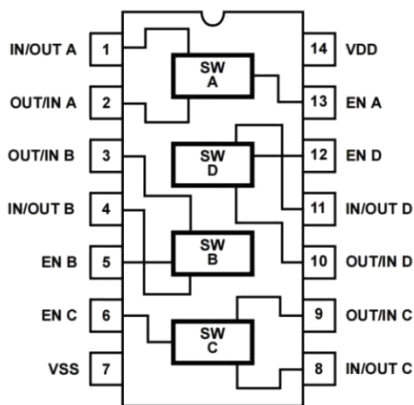 IN/OUT A 1 14 VDD
SW
A
OUT/IN A 2 13 EN A
OUT/IN B 3 12 EN D
SW
D
IN/OUT B 4 11 IN/OUT D
EN B 5 10 OUT/IN D
SW
B
EN C 6 9 OUT/IN C
SW
C
VSS 7 8 IN/OUT C